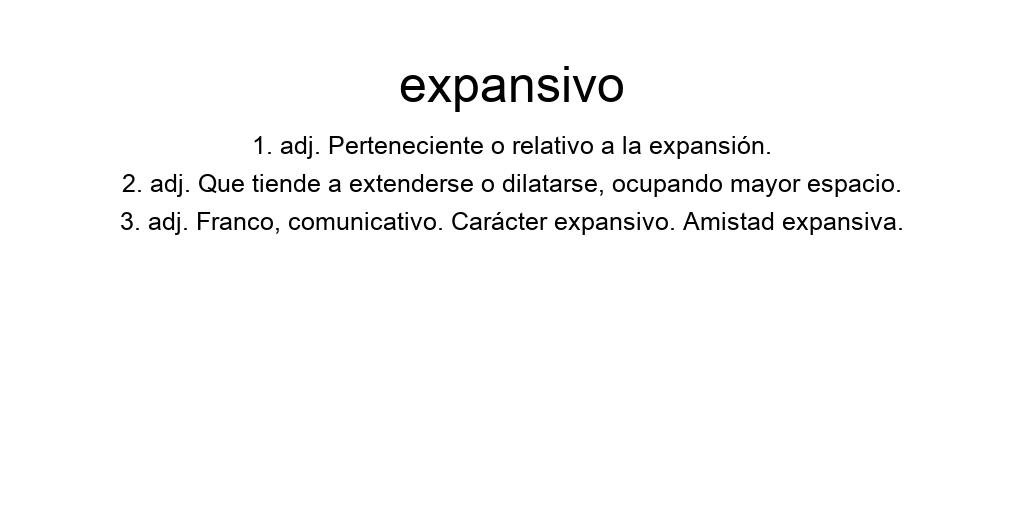 expansivo
1. adj. Perteneciente o relativo a la expansión.
2. adj. Que tiende a extenderse o dilatarse, ocupando mayor espacio.
3. adj. Franco, comunicativo. Carácter expansivo. Amistad expansiva.